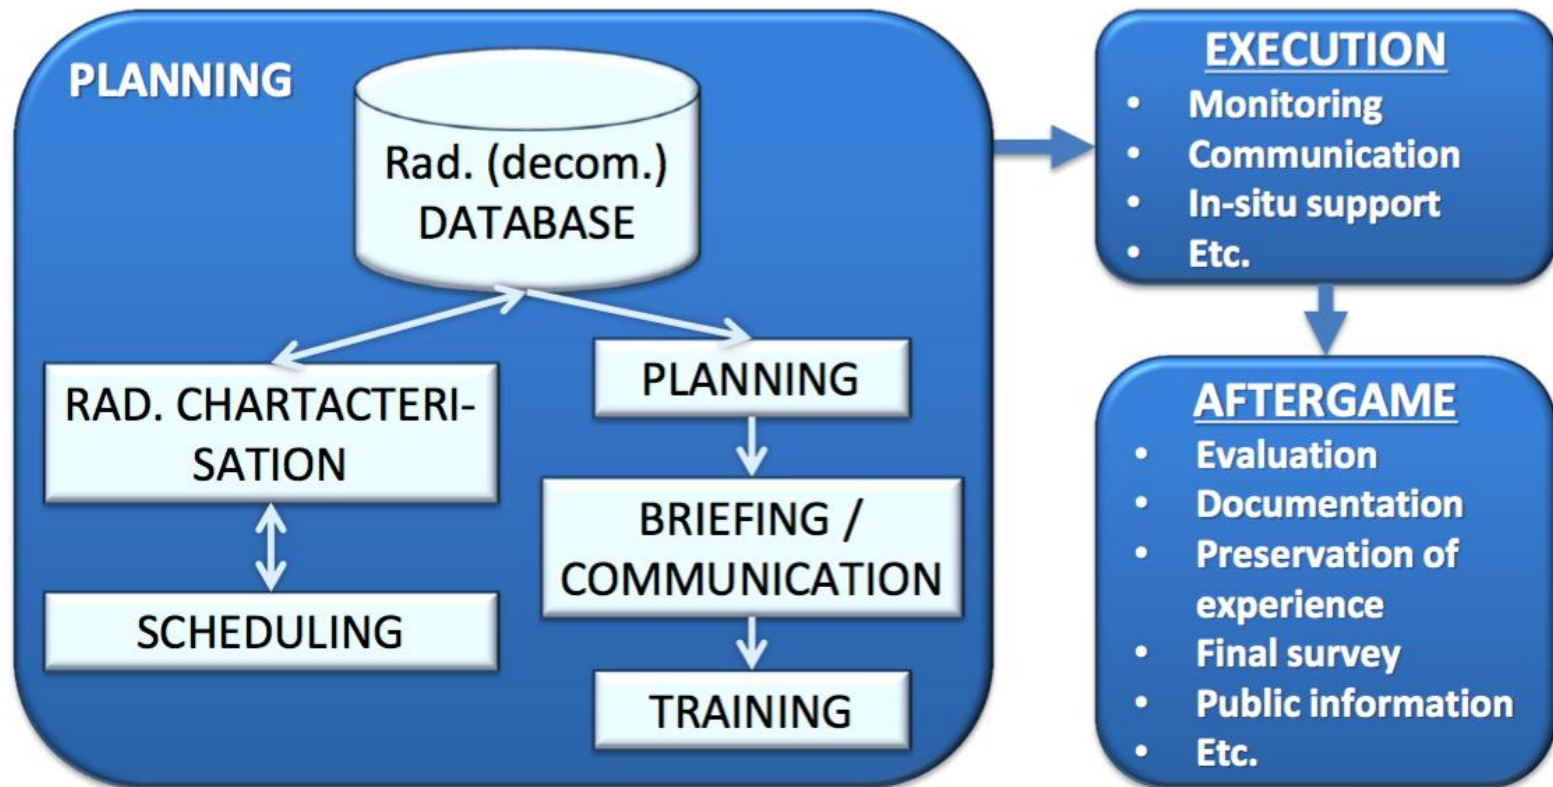 PLANNING
Rad. (decom.)
DATABASE
RAD. CHARTACTERI-
SATION
SCHEDULING
PLANNING
BRIEFING /
COMMUNICATION
TRAINING
EXECUTION
• Monitoring
• Communication
• In-situ support
• Etc.
AFTERGAME
• Evaluation
• Documentation
• Preservation of
experience
• Final survey
• Public information
• Etc.